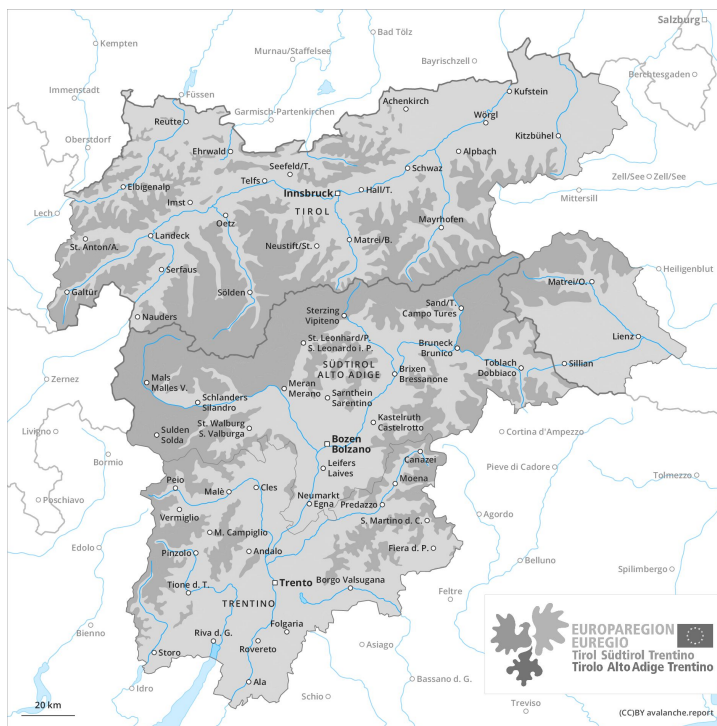 Salzburg
Bad Tölz
Kempten
Murnau/Staffelsee
Bayrischzell
Berchtesgaden
Immenstadt
Füssen
Kufstein
Achenkirch
Garmisch-Partenkirchen
Wörgl
Reutte
Kitzbühel
Oberstdorf
Ehrwald
Alpbach
Seefeld/T.
Schwaz
Zell/See
Zell/See
Telfs
Elbigenalp
Innsbruck
Hall/T.
Mittersill
Imst
TIROL
Lech
Oetz
Mayrhofen
Landeck
Matrei/B.
St. Anton/A.
Neustift/St.
Serfaus
Heiligenblut
Matrei/O.
Galtür
Sölden
Sand/T.
Campo Tures
Nauders
Sterzing
Vipiteno
Lienz
St. Leonhard/P.
S. Leonardo i. P.
Bruneck
Brunico
SÜDTIROL
ALTO ADIGE
Toblach
Dobbiaco
Sillian
Zernez
Mals
Malles V.
Meran
Merano
Brixen
Bressanone
Schlanders
Silandro
Sarnthein
Sarentino
St. Walburg
S. Valburga
Kastelruth
Castelrotto
Livigno
Sulden
Solda
Bozen
Bolzano
Cortina d'Ampezzo
Bormio
Canazei
Leifers
Laives
Pieve di Cadore
Tolmezzo
Peio
Malè
Cles
Moena
Poschiavo
Neumarkt
Egna
Predazzo
Vermiglio
Agordo
S. Martino d. C.
M. Campiglio
Edolo
Pinzolo
Andalo
Fiera d. P.
Belluno
Spilimbergo
Trento
Borgo Valsugana
Tione d. T.
Feltre
TRENTINO
Folgaria
Bienno
Riva d. G.
Rovereto
Asiago
Storo
Bassano d. G.
Ala
Idro
Schio
Treviso
EUROPAREGION
EUREGIO
Tirol Südtirol Trentino
Tirolo Alto Adige Trentino
20 km
(CC)BY avalanche.report